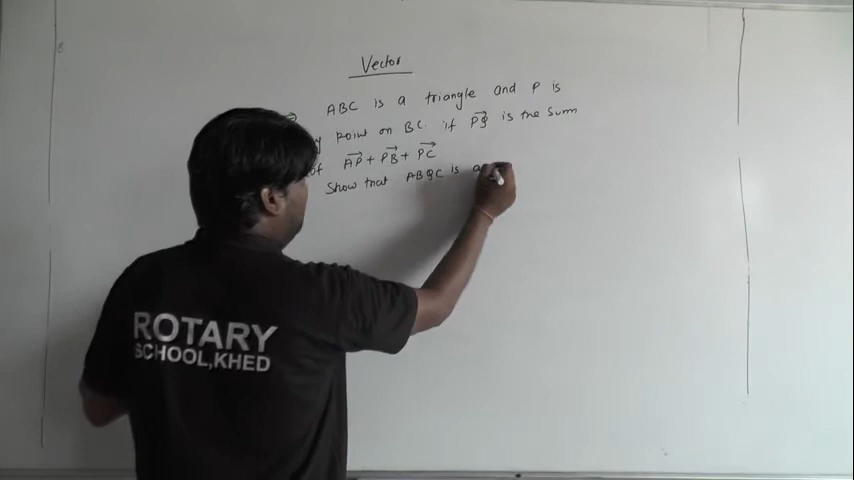 Vector
ABC is a triangle and P is
point on BC. if PQ is the sum
of AP + PB + PC
Show that ABQC is a
ROTARY
SCHOOL,KHED